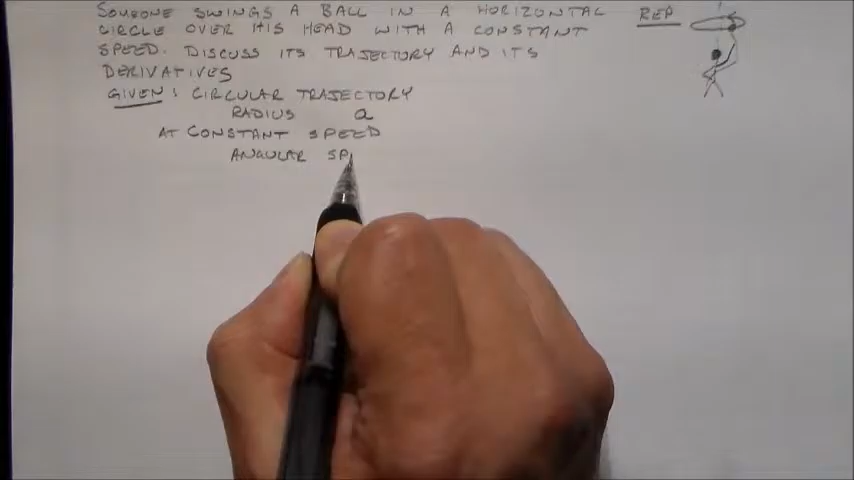 SOMEONE SWINGS A BALL IN A HORIZONTAL
CIRCLE OVER HIS HEAD WITH A CONSTANT
SPEED. DISCUSS ITS TRAJECTORY AND ITS
DERIVATIVES
REP
GIVEN: CIRCULAR TRAJECTORY
RADIUS a
AT CONSTANT SPEED
ANGULAR SP